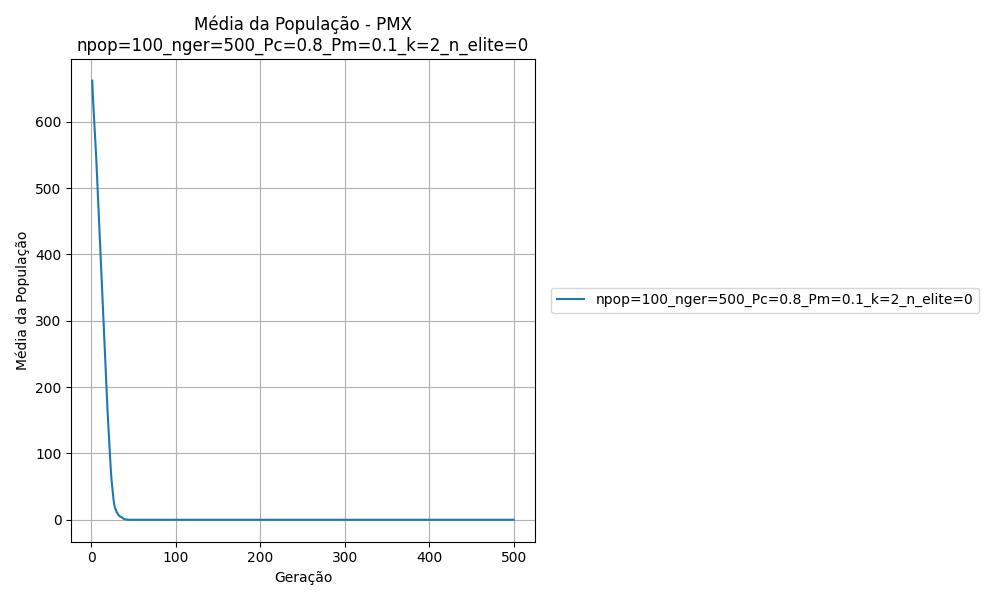 Média da População - PMX
npop=100_nger=500_Pc=0.8_Pm=0.1_k=2_n_elite=0
Média da População
600
500
400
300
200
100
0
0 100 200 300 400 500
Geração
npop=100_nger=500_Pc=0.8_Pm=0.1_k=2_n_elite=0